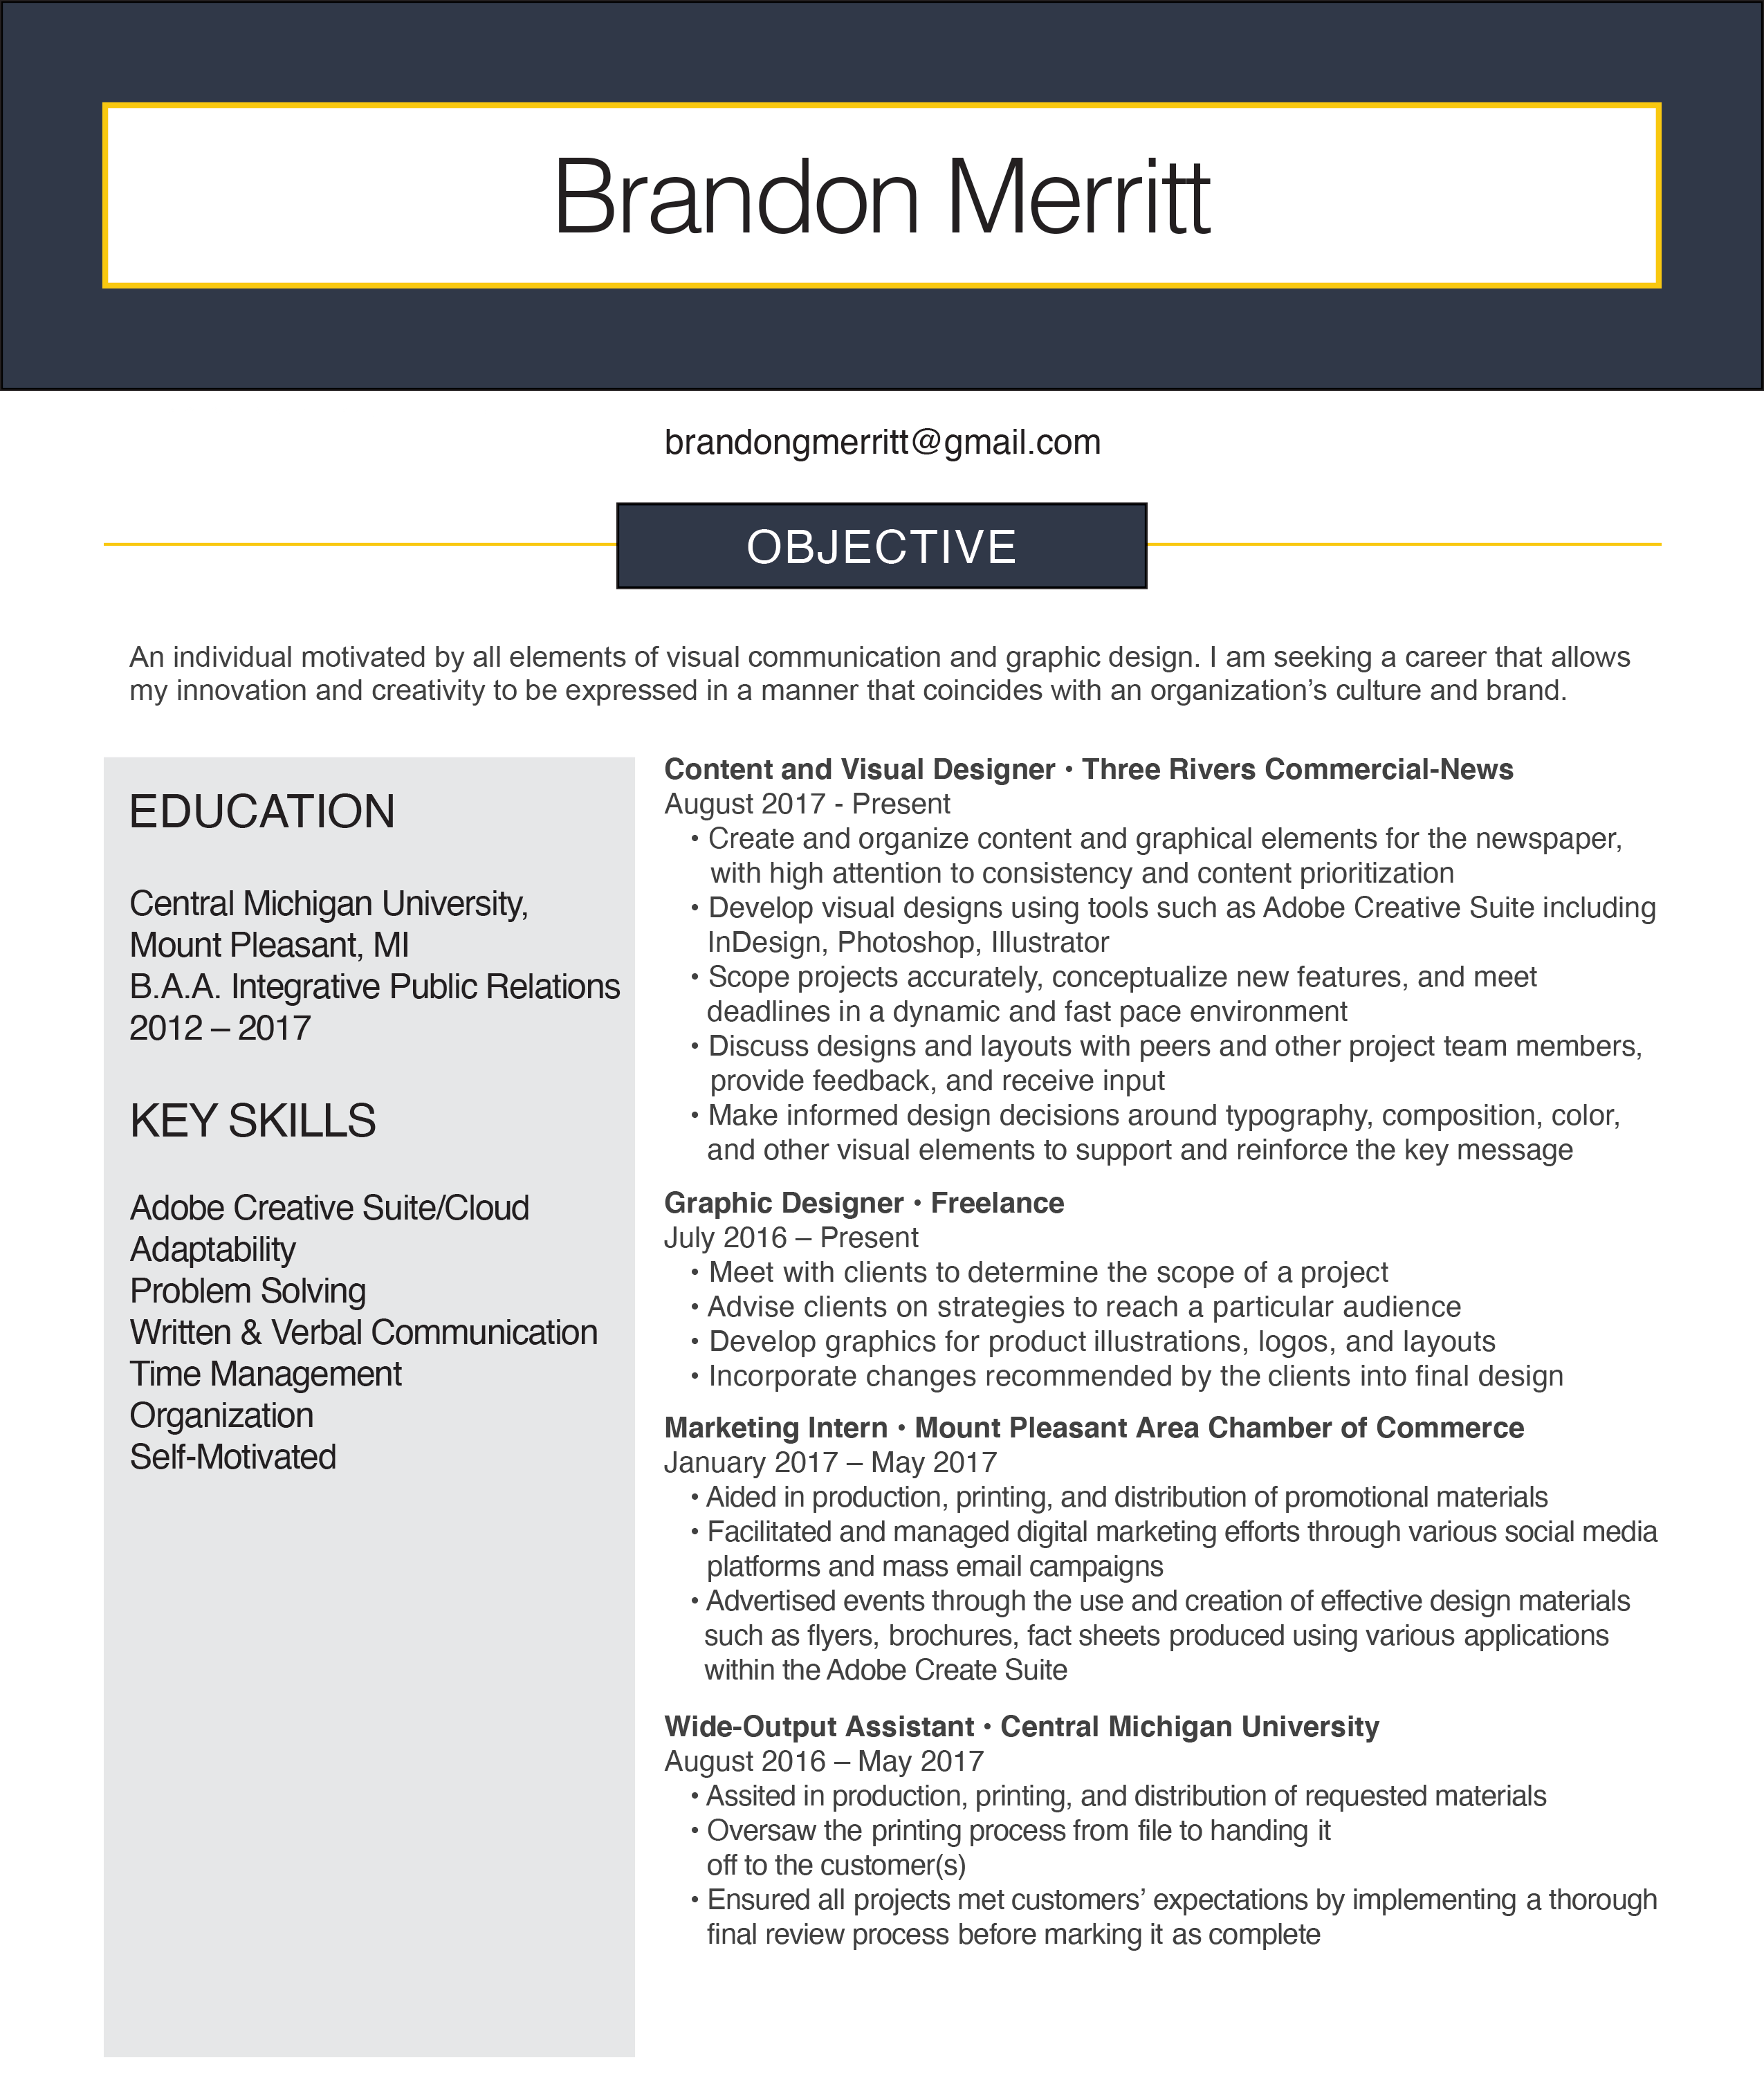 Brandon Merritt
brandongmerritt@gmail.com
OBJECTIVE
An individual motivated by all elements of visual communication and graphic design. I am seeking a career that allows
my innovation and creativity to be expressed in a manner that coincides with an organization’s culture and brand.
EDUCATION
Central Michigan University,
Mount Pleasant, MI
B.A.A. Integrative Public Relations
2012 – 2017
KEY SKILLS
Adobe Creative Suite/Cloud
Adaptability
Problem Solving
Written & Verbal Communication
Time Management
Organization
Self-Motivated
Content and Visual Designer • Three Rivers Commercial-News
August 2017 - Present
• Create and organize content and graphical elements for the newspaper,
with high attention to consistency and content prioritization
• Develop visual designs using tools such as Adobe Creative Suite including
InDesign, Photoshop, Illustrator
• Scope projects accurately, conceptualize new features, and meet
deadlines in a dynamic and fast pace environment
• Discuss designs and layouts with peers and other project team members,
provide feedback, and receive input
• Make informed design decisions around typography, composition, color,
and other visual elements to support and reinforce the key message
Graphic Designer • Freelance
July 2016 – Present
• Meet with clients to determine the scope of a project
• Advise clients on strategies to reach a particular audience
• Develop graphics for product illustrations, logos, and layouts
• Incorporate changes recommended by the clients into final design
Marketing Intern • Mount Pleasant Area Chamber of Commerce
January 2017 – May 2017
• Aided in production, printing, and distribution of promotional materials
• Facilitated and managed digital marketing efforts through various social media
platforms and mass email campaigns
• Advertised events through the use and creation of effective design materials
such as flyers, brochures, fact sheets produced using various applications
within the Adobe Create Suite
Wide-Output Assistant • Central Michigan University
August 2016 – May 2017
• Assited in production, printing, and distribution of requested materials
• Oversaw the printing process from file to handing it
off to the customer(s)
• Ensured all projects met customers’ expectations by implementing a thorough
final review process before marking it as complete